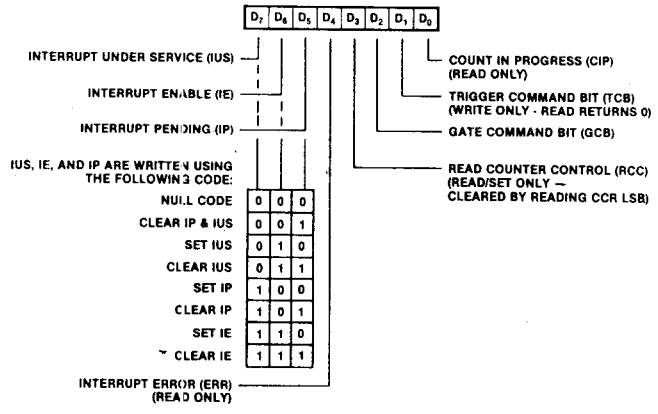 D7 D6 D5 D4 D3 D2 D1 D0
INTERRUPT UNDER SERVICE (IUS)
INTERRUPT ENABLE (IE)
INTERRUPT PENDING (IP)
IUS, IE, AND IP ARE WRITTEN USING
THE FOLLOWING CODE:
NULL CODE 0 0 0
CLEAR IP & IUS 0 0 1
SET IUS 0 1 0
CLEAR IUS 0 1 1
SET IP 1 0 0
CLEAR IP 1 0 1
SET IE 1 1 0
CLEAR IE 1 1 1
INTERRUPT ERROR (ERR)
(READ ONLY)
COUNT IN PROGRESS (CIP)
(READ ONLY)
TRIGGER COMMAND BIT (TCB)
(WRITE ONLY - READ RETURNS 0)
GATE COMMAND BIT (GCB)
READ COUNTER CONTROL (RCC)
(READ/SET ONLY —
CLEARED BY READING CCR LSB)